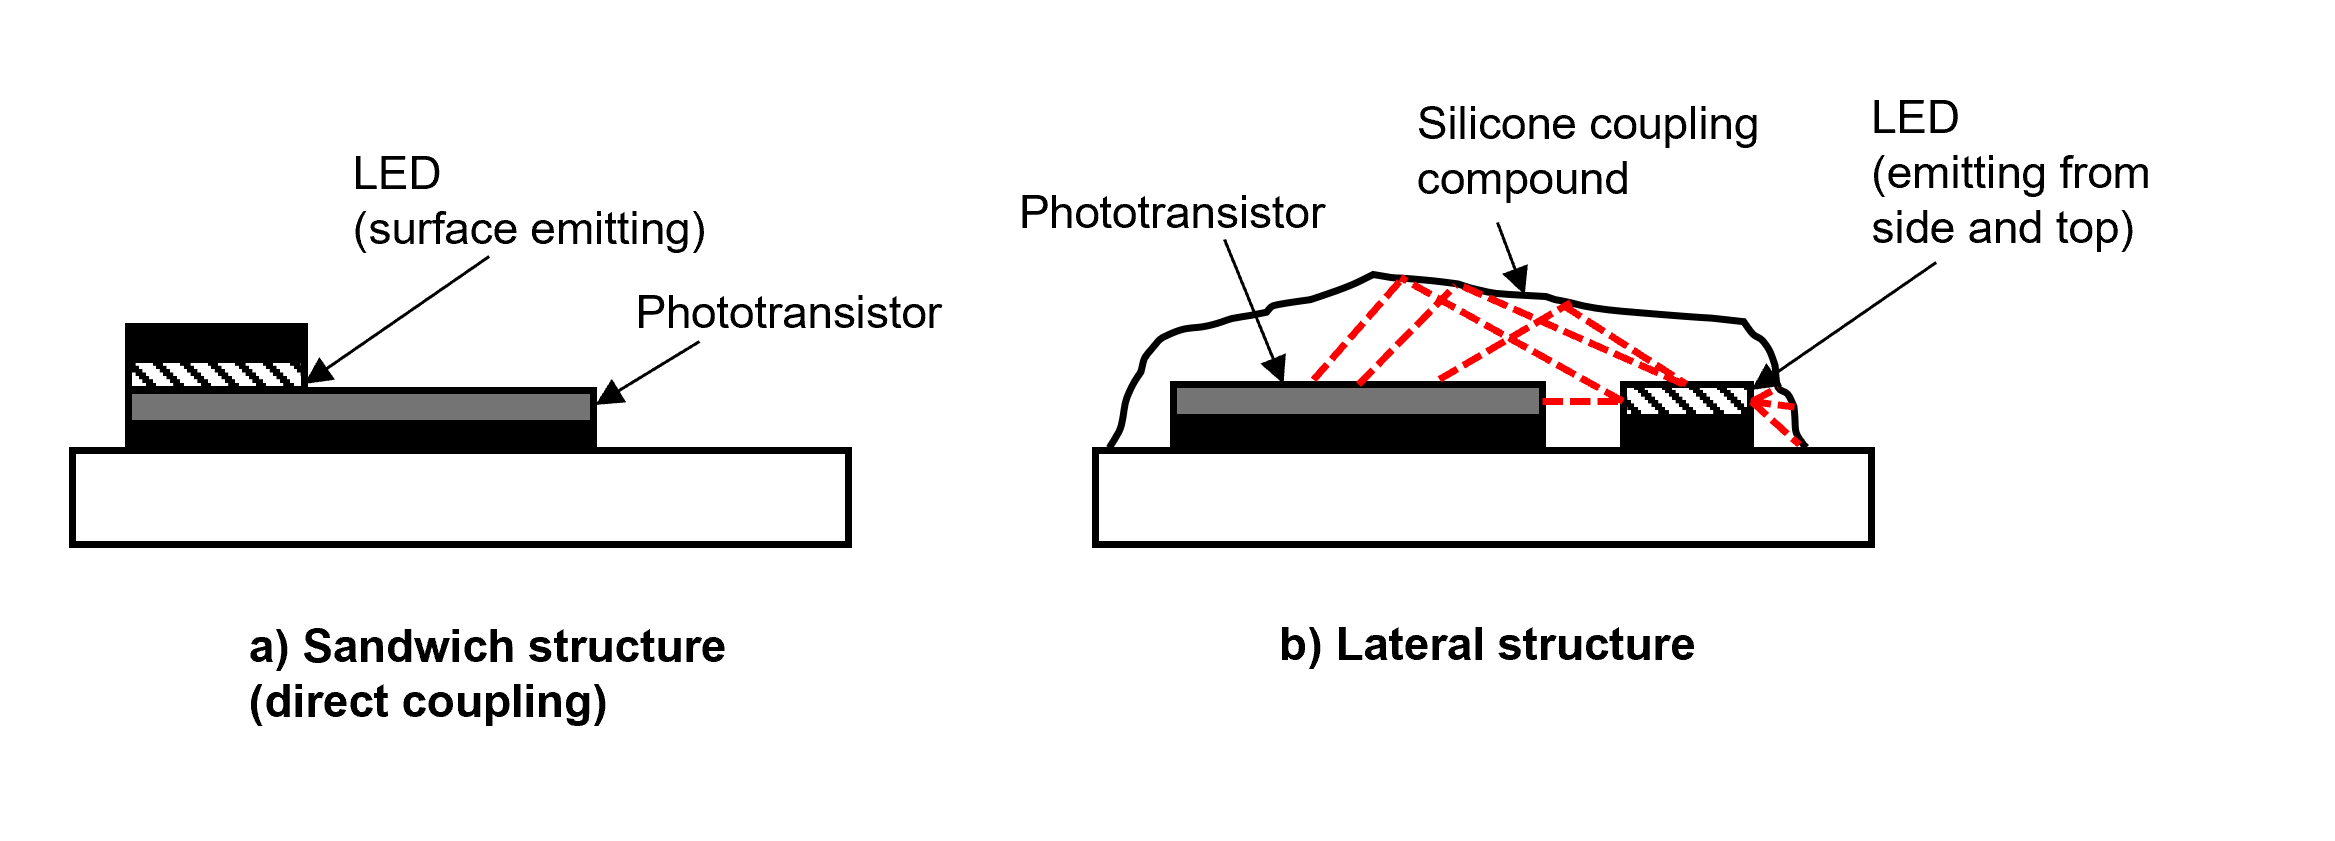 LED
(surface emitting)
Phototransistor
a) Sandwich structure
(direct coupling)
Phototransistor
Silicone coupling
compound
LED
(emitting from
side and top)
b) Lateral structure